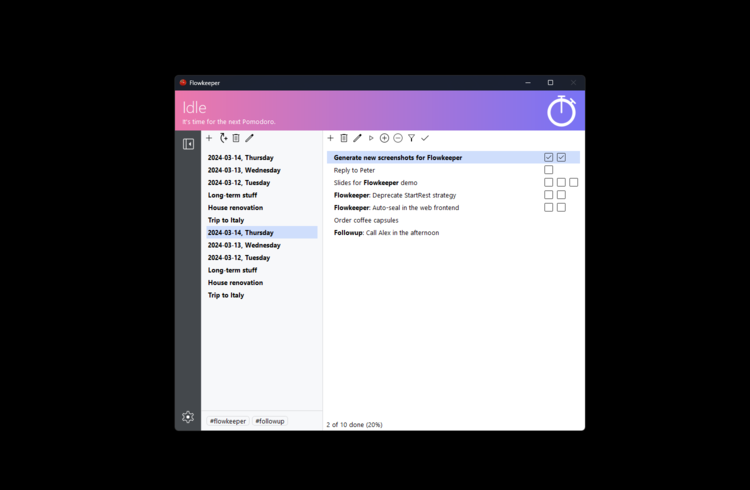 Flowkeeper
Idle
It's time for the next Pomodoro.
2024-03-14, Thursday
2024-03-13, Wednesday
2024-03-12, Tuesday
Long-term stuff
House renovation
Trip to Italy
2024-03-14, Thursday
2024-03-13, Wednesday
2024-03-12, Tuesday
Long-term stuff
House renovation
Trip to Italy
#flowkeeper #followup
Generate new screenshots for Flowkeeper
Reply to Peter
Slides for Flowkeeper demo
Flowkeeper: Deprecate StartRest strategy
Flowkeeper: Auto-seal in the web frontend
Order coffee capsules
Followup: Call Alex in the afternoon
2 of 10 done (20%)